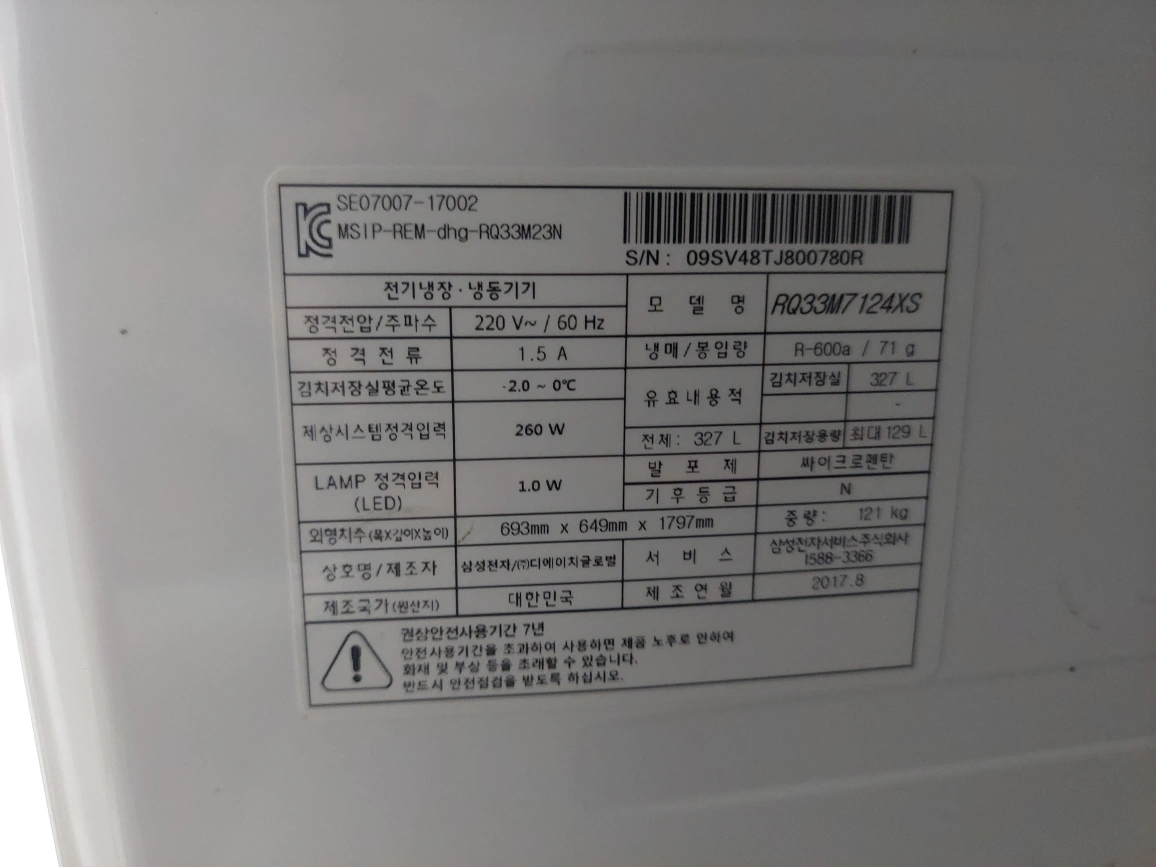 SE07007-17002
MSIP-REM-dhg-RQ33M23N
S/N : 09SV48TJ800780R
전기냉장·냉동기기
모 델 명 RQ33M7124XS
정격전압/주파수 220 V~ / 60 Hz
정 격 전 류 1.5 A
냉매/봉입량 R-600a / 71 g
김치저장실평균온도 -2.0 ~ 0℃
유효내용적 김치저장실 327 L
-
제상시스템정격입력 260 W
전체: 327 L 김치저장용량 최대 129 L
LAMP 정격입력 (LED) 1.0 W
발 포 제 싸이크로펜탄
기후등급 N
외형치수(폭X깊이X높이) 693mm x 649mm x 1797mm
중량: 121 kg
상호명/제조자 삼성전자/㈜디에이치글로벌
서 비 스 삼성전자서비스주식회사
1588-3366
제조국가(원산지) 대한민국
제조연월 2017.8
권상안전사용기간 7년
안전사용기간을 초과하여 사용하면 제품 노후로 인하여
화재 및 부상 등을 초래할 수 있습니다.
반드시 안전점검을 받도록 하십시오.